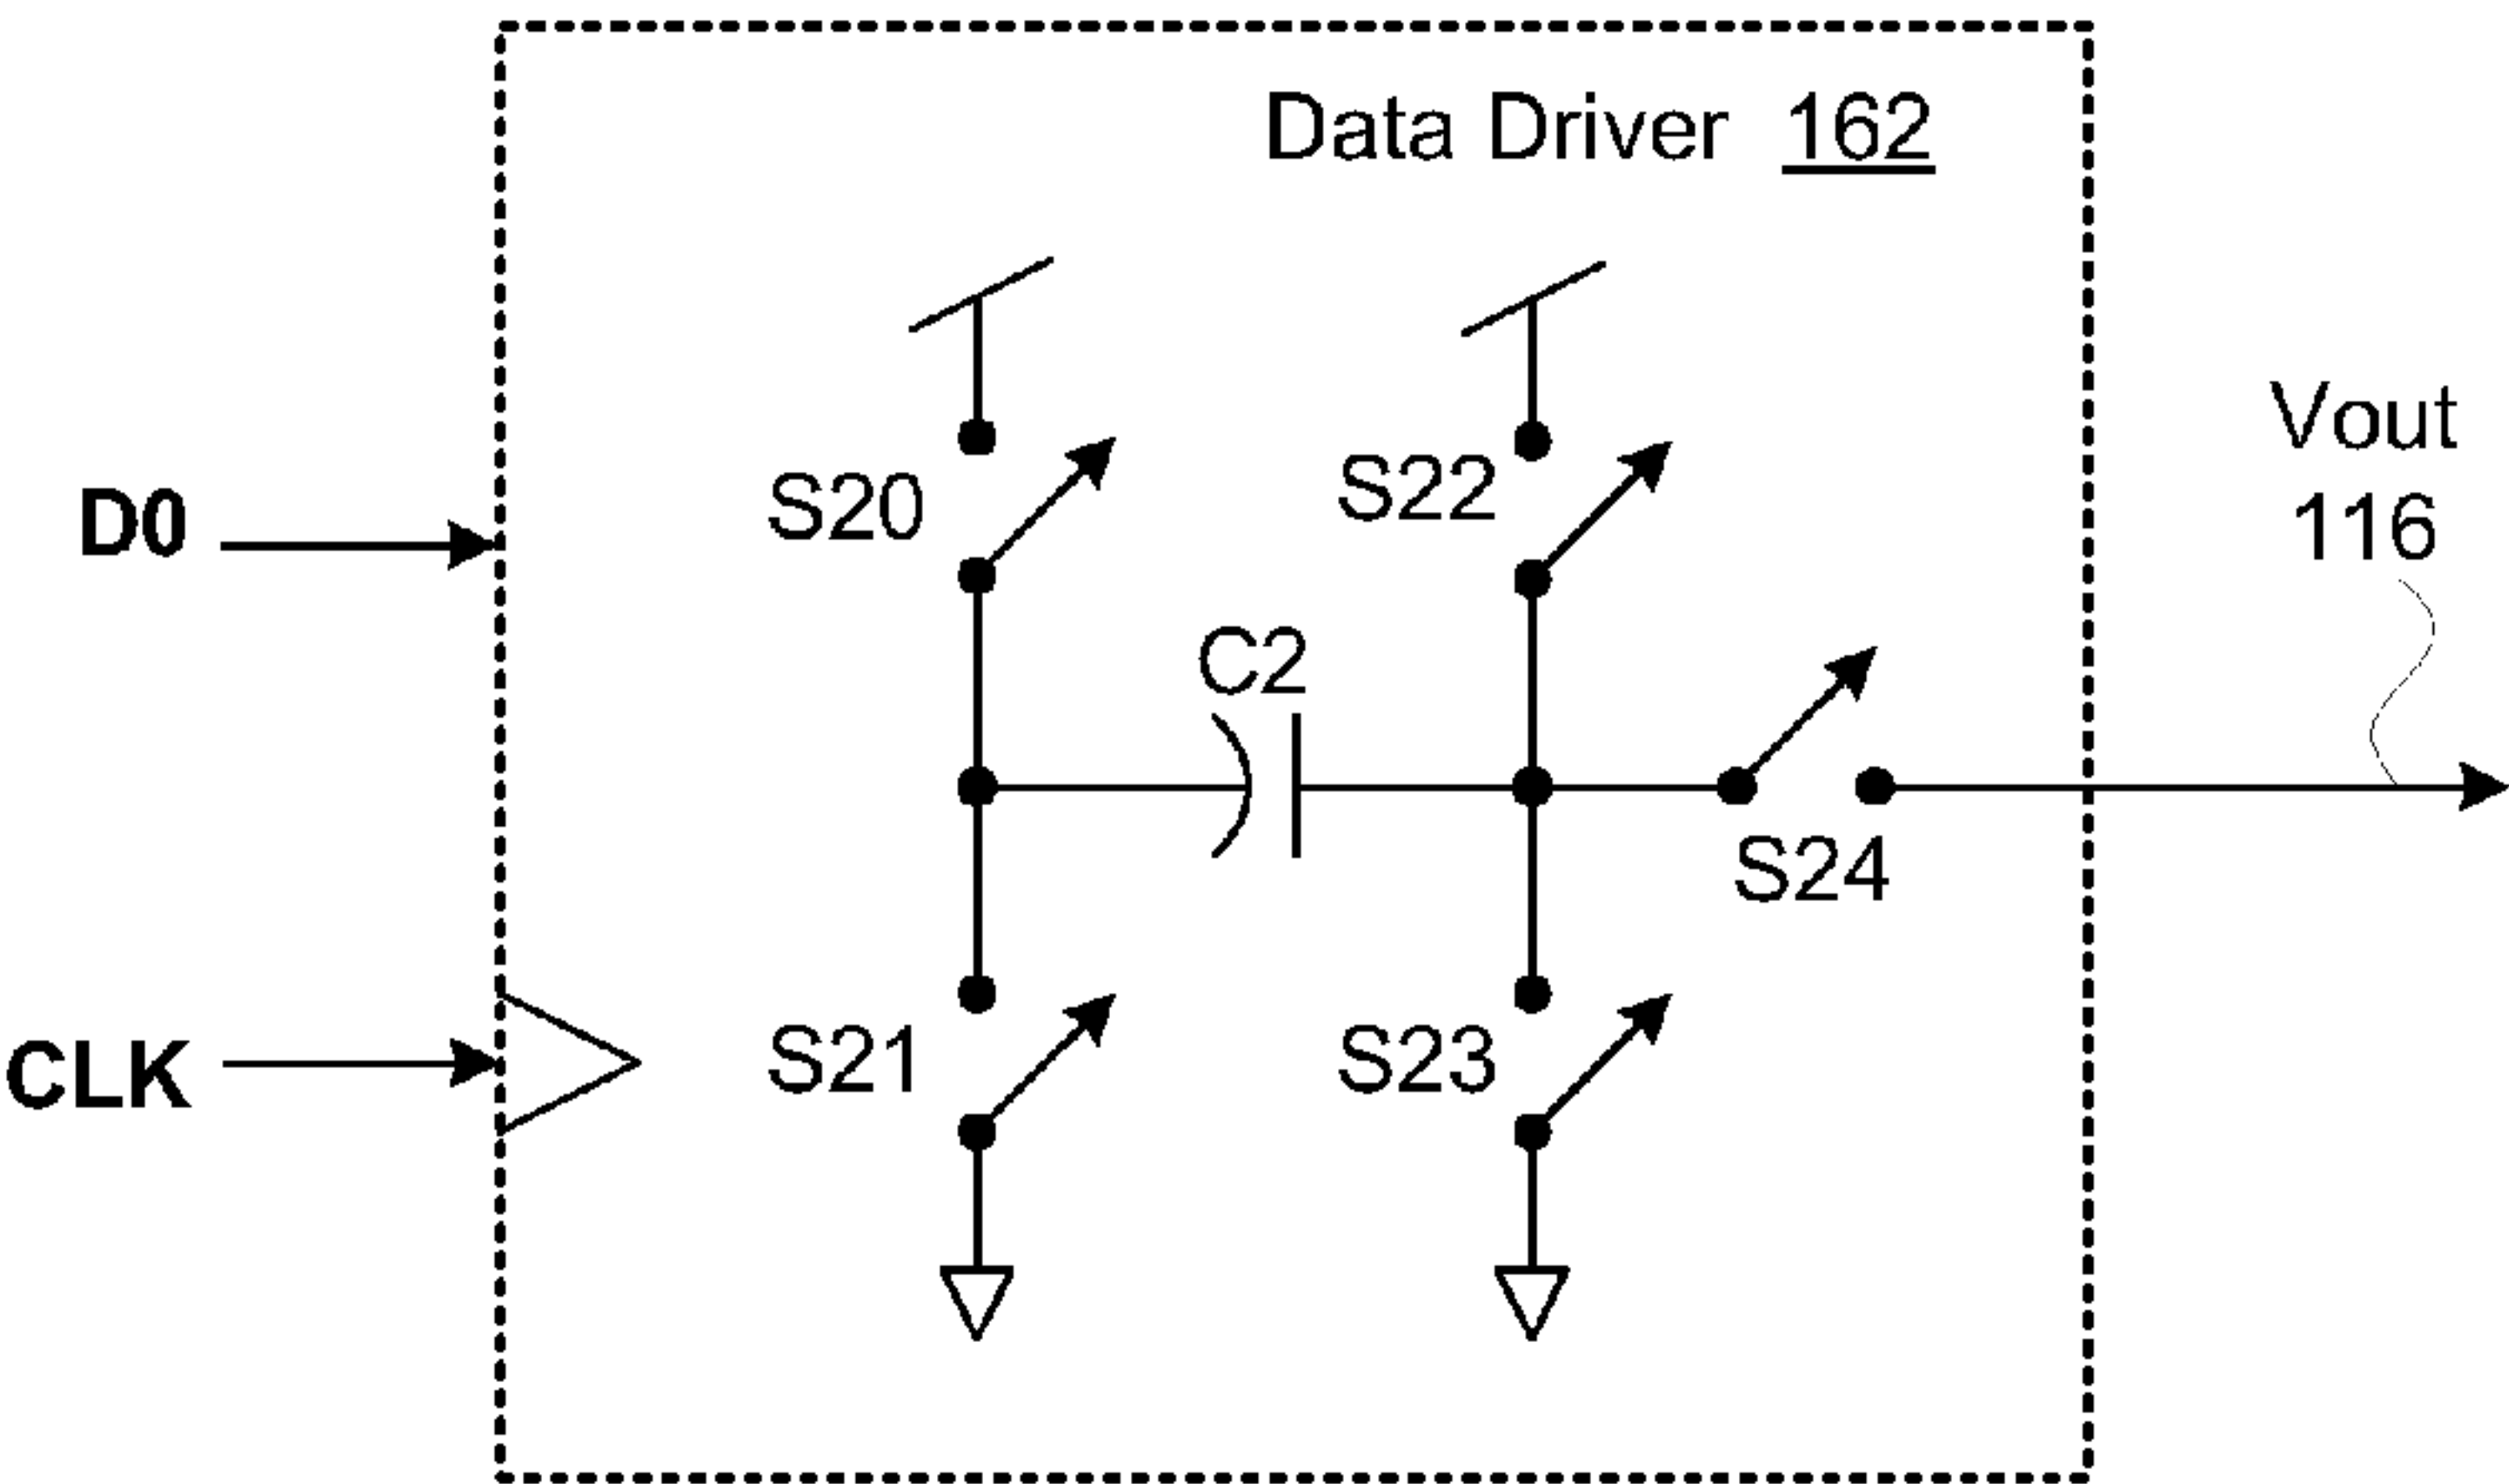 Data Driver 162
Vout
116
D0
S20
S22
C2
S24
CLK
S21
S23